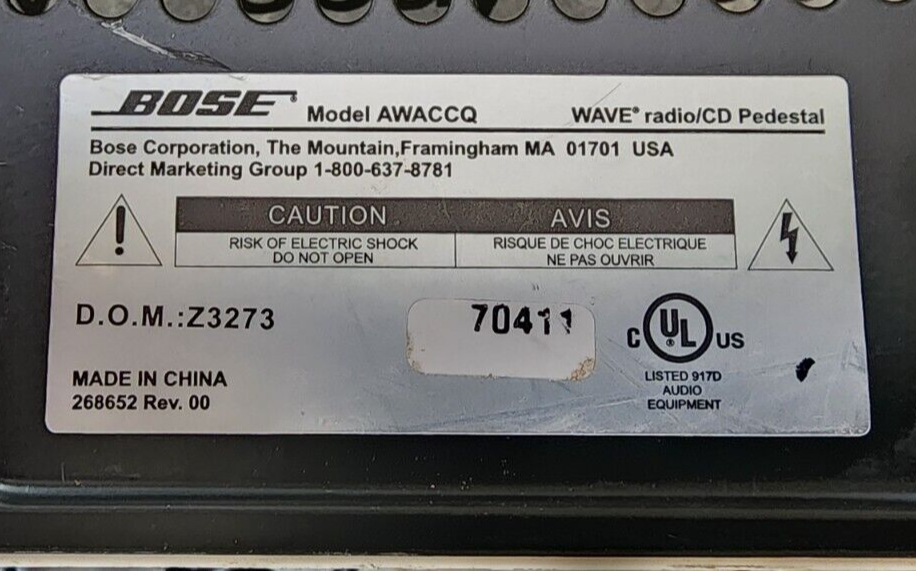 BOSE® Model AWACCQ WAVE® radio/CD Pedestal
Bose Corporation, The Mountain,Framingham MA 01701 USA
Direct Marketing Group 1-800-637-8781
CAUTION AVIS
RISK OF ELECTRIC SHOCK RISQUE DE CHOC ELECTRIQUE
DO NOT OPEN NE PAS OUVRIR
D.O.M.:Z3273
70411
C UL® US
LISTED 917D
AUDIO
EQUIPMENT
MADE IN CHINA
268652 Rev. 00